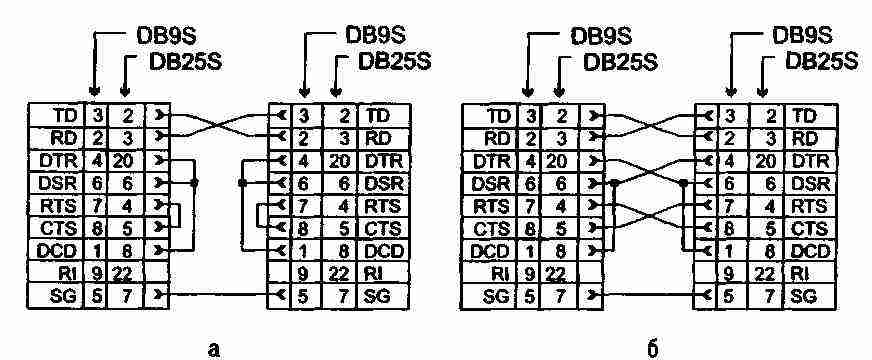 DB9S DB9S DB9S DB9S
DB25S DB25S DB25S DB25S
TD 3 2 3 2 TD TD 3 2 3 2 TD
RD 2 3 2 3 RD RD 2 3 2 3 RD
DTR 4 20 4 20 DTR DTR 4 20 4 20 DTR
DSR 6 6 6 6 DSR DSR 6 6 6 6 DSR
RTS 7 4 7 4 RTS RTS 7 4 7 4 RTS
CTS 8 5 8 5 CTS CTS 8 5 8 5 CTS
DCD 1 8 1 8 DCD DCD 1 8 1 8 DCD
RI 9 22 9 22 RI RI 9 22 9 22 RI
SG 5 7 5 7 SG SG 5 7 5 7 SG
а б